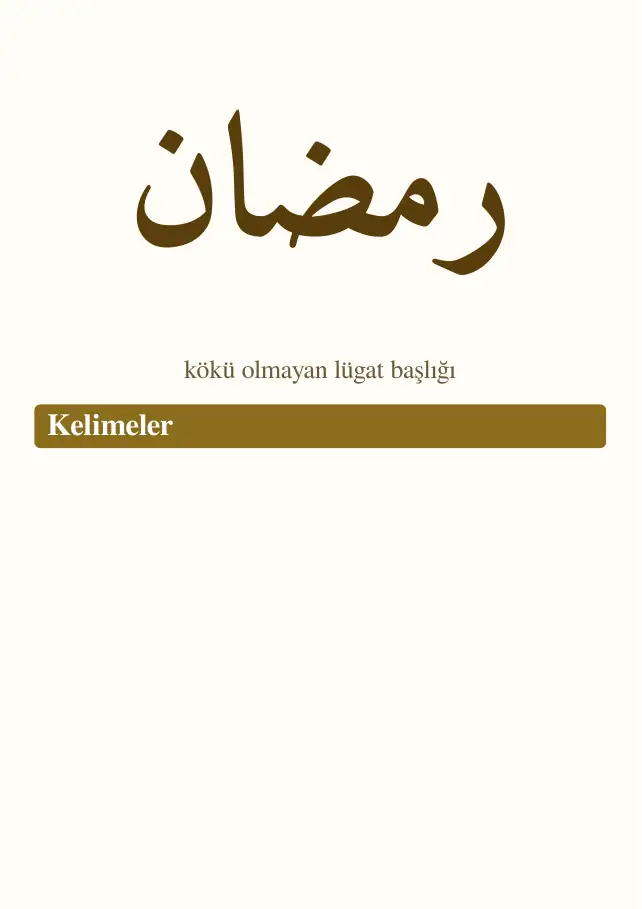 رمضان
kökü olmayan lügat başlığı
Kelimeler